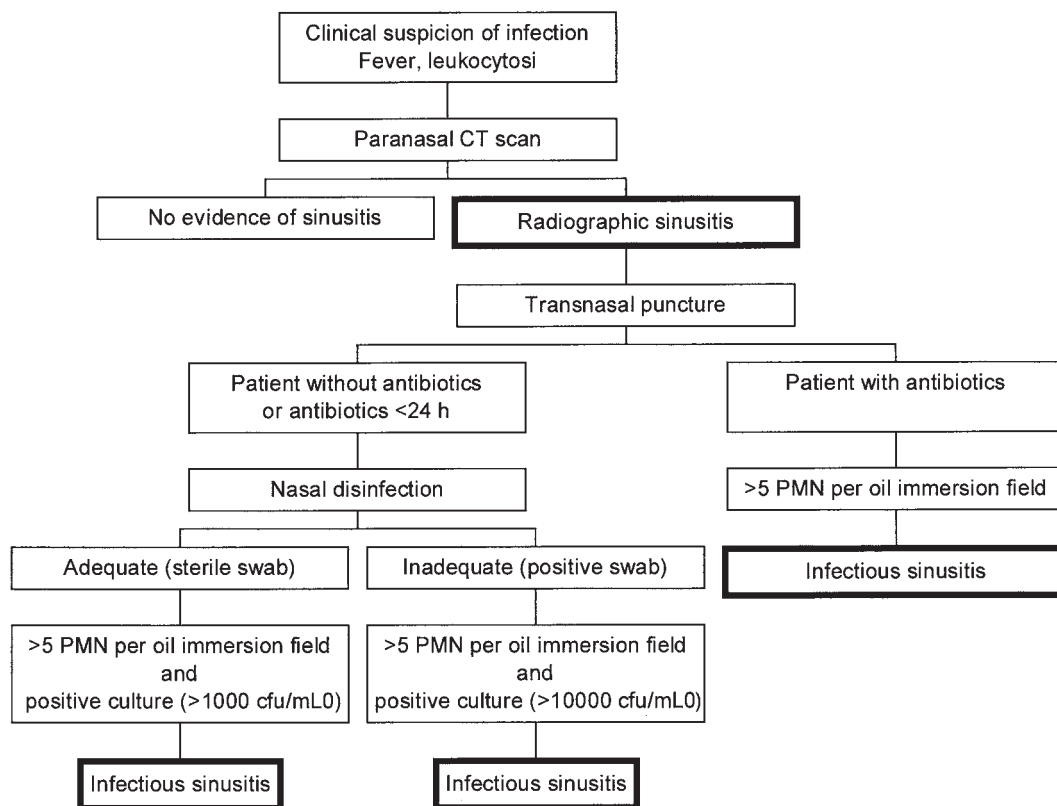 Clinical suspicion of infection
Fever, leukocytosi
Paranasal CT scan
No evidence of sinusitis
Radiographic sinusitis
Transnasal puncture
Patient without antibiotics
or antibiotics <24 h
Patient with antibiotics
Nasal disinfection
>5 PMN per oil immersion field
Adequate (sterile swab)
Inadequate (positive swab)
Infectious sinusitis
>5 PMN per oil immersion field
and
positive culture (>1000 cfu/mL0)
>5 PMN per oil immersion field
and
positive culture (>10000 cfu/mL0)
Infectious sinusitis
Infectious sinusitis